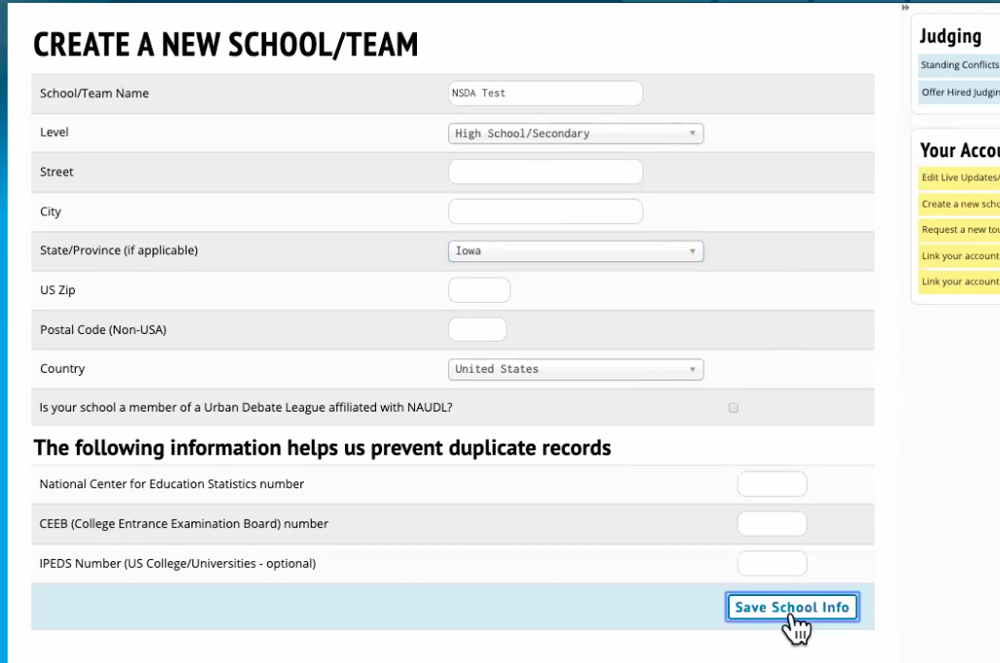 CREATE A NEW SCHOOL/TEAM
School/Team Name
NSDA Test
Level
High School/Secondary
Street
City
State/Province (if applicable)
Iowa
US Zip
Postal Code (Non-USA)
Country
United States
Is your school a member of a Urban Debate League affiliated with NAUDL?
The following information helps us prevent duplicate records
National Center for Education Statistics number
CEEB (College Entrance Examination Board) number
IPEDS Number (US College/Universities - optional)
Save School Info
Judging
Standing Conflicts
Offer Hired
Your
Edit Live Updates/
Create a new
Request a new
Link your account
Link your account